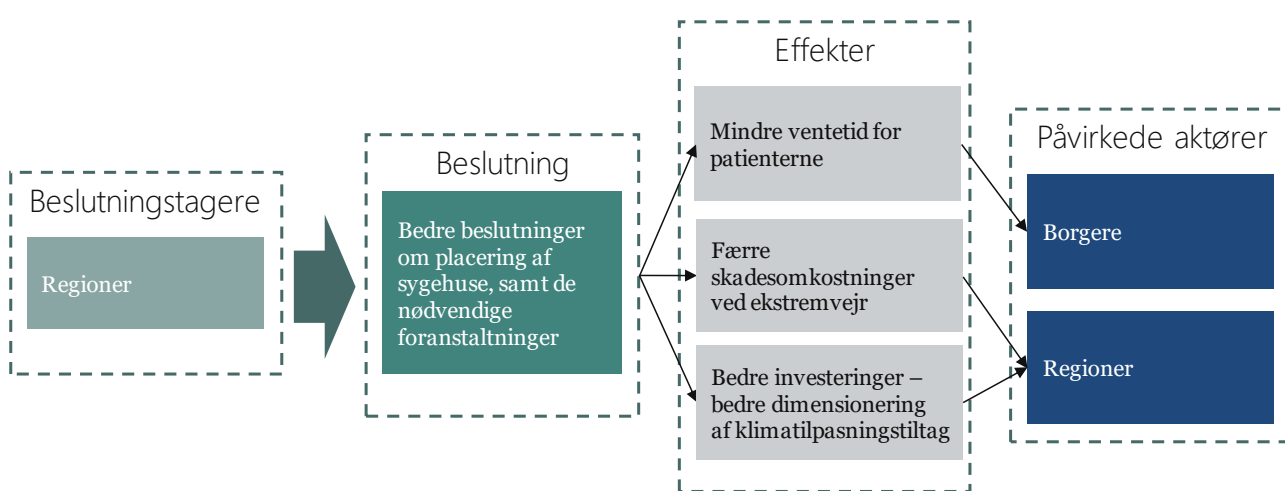 Beslutningstagere
Regioner
Beslutning
Bedre beslutninger
om placering af
sygehuse, samt de
nødvendige
foranstaltninger
Effekter
Mindre ventetid for
patienterne
Færre
skadesomkostninger
ved ekstremvejr
Bedre investeringer –
bedre dimensionering
af klimatilpasningstiltag
Påvirkede aktører
Borgere
Regioner